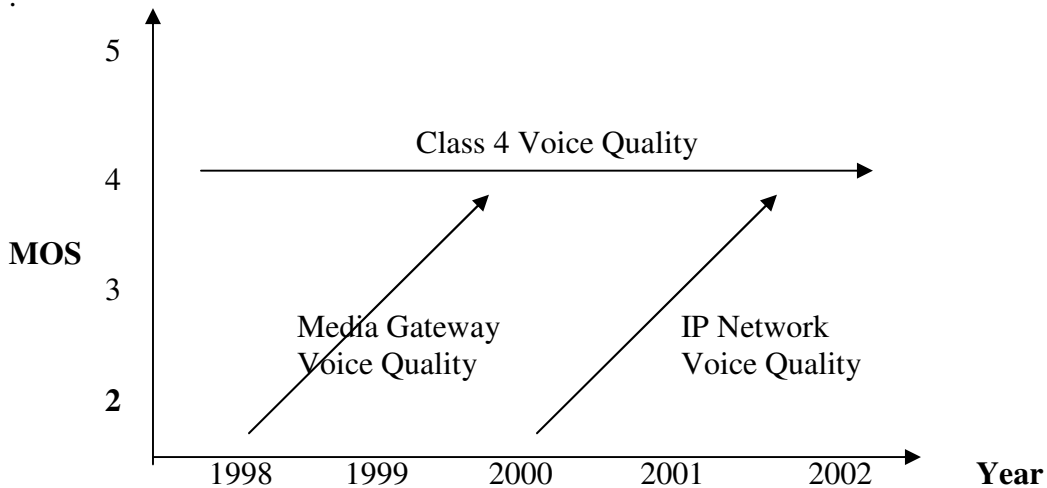 .
5
Class 4 Voice Quality
4
MOS
3
Media Gateway
Voice Quality
IP Network
Voice Quality
2
1998 1999 2000 2001 2002 Year